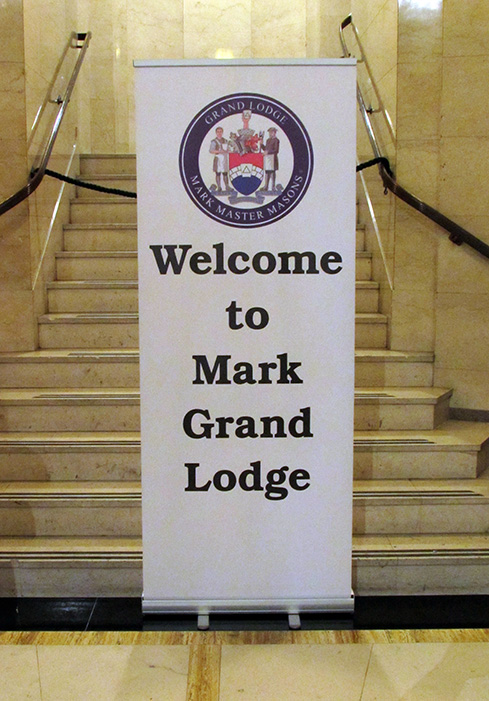 GRAND LODGE
MARK MASTER MASONS
Welcome
to
Mark
Grand
Lodge